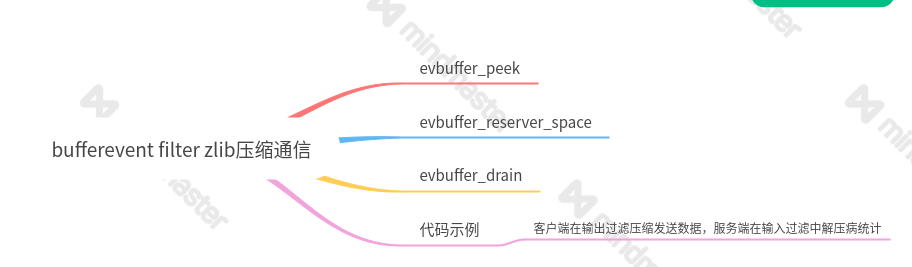 evbuffer_peek
evbuffer_reserver_space
bufferevent filter zlib压缩通信
evbuffer_drain
代码示例
客户端在输出过滤压缩发送数据，服务端在输入过滤中解压病统计
mindmaster
mindmaster